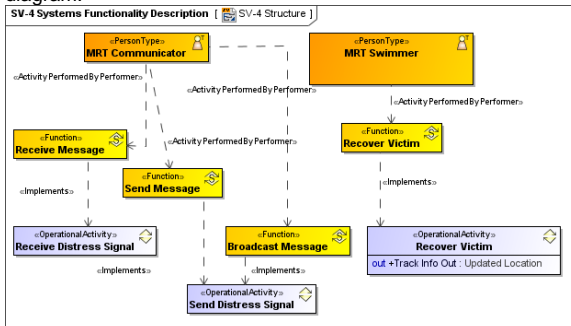 diagram.
SV-4 Systems Functionality Description [ SV-4 Structure ]
«PersonType»
MRT Communicator
«PersonType»
MRT Swimmer
«Activity Performed By Performer»
«Activity Performed By Performer»
«Activity Performed By Performer»
«Activity Performed By Performer»
«Function»
Receive Message
«Function»
Recover Victim
«Function»
Send Message
«Implements»
«Implements»
«OperationalActivity»
Receive Distress Signal
«Function»
Broadcast Message
«OperationalActivity»
Recover Victim
out +Track Info Out : Updated Location
«Implements»
«Implements»
«OperationalActivity»
Send Distress Signal